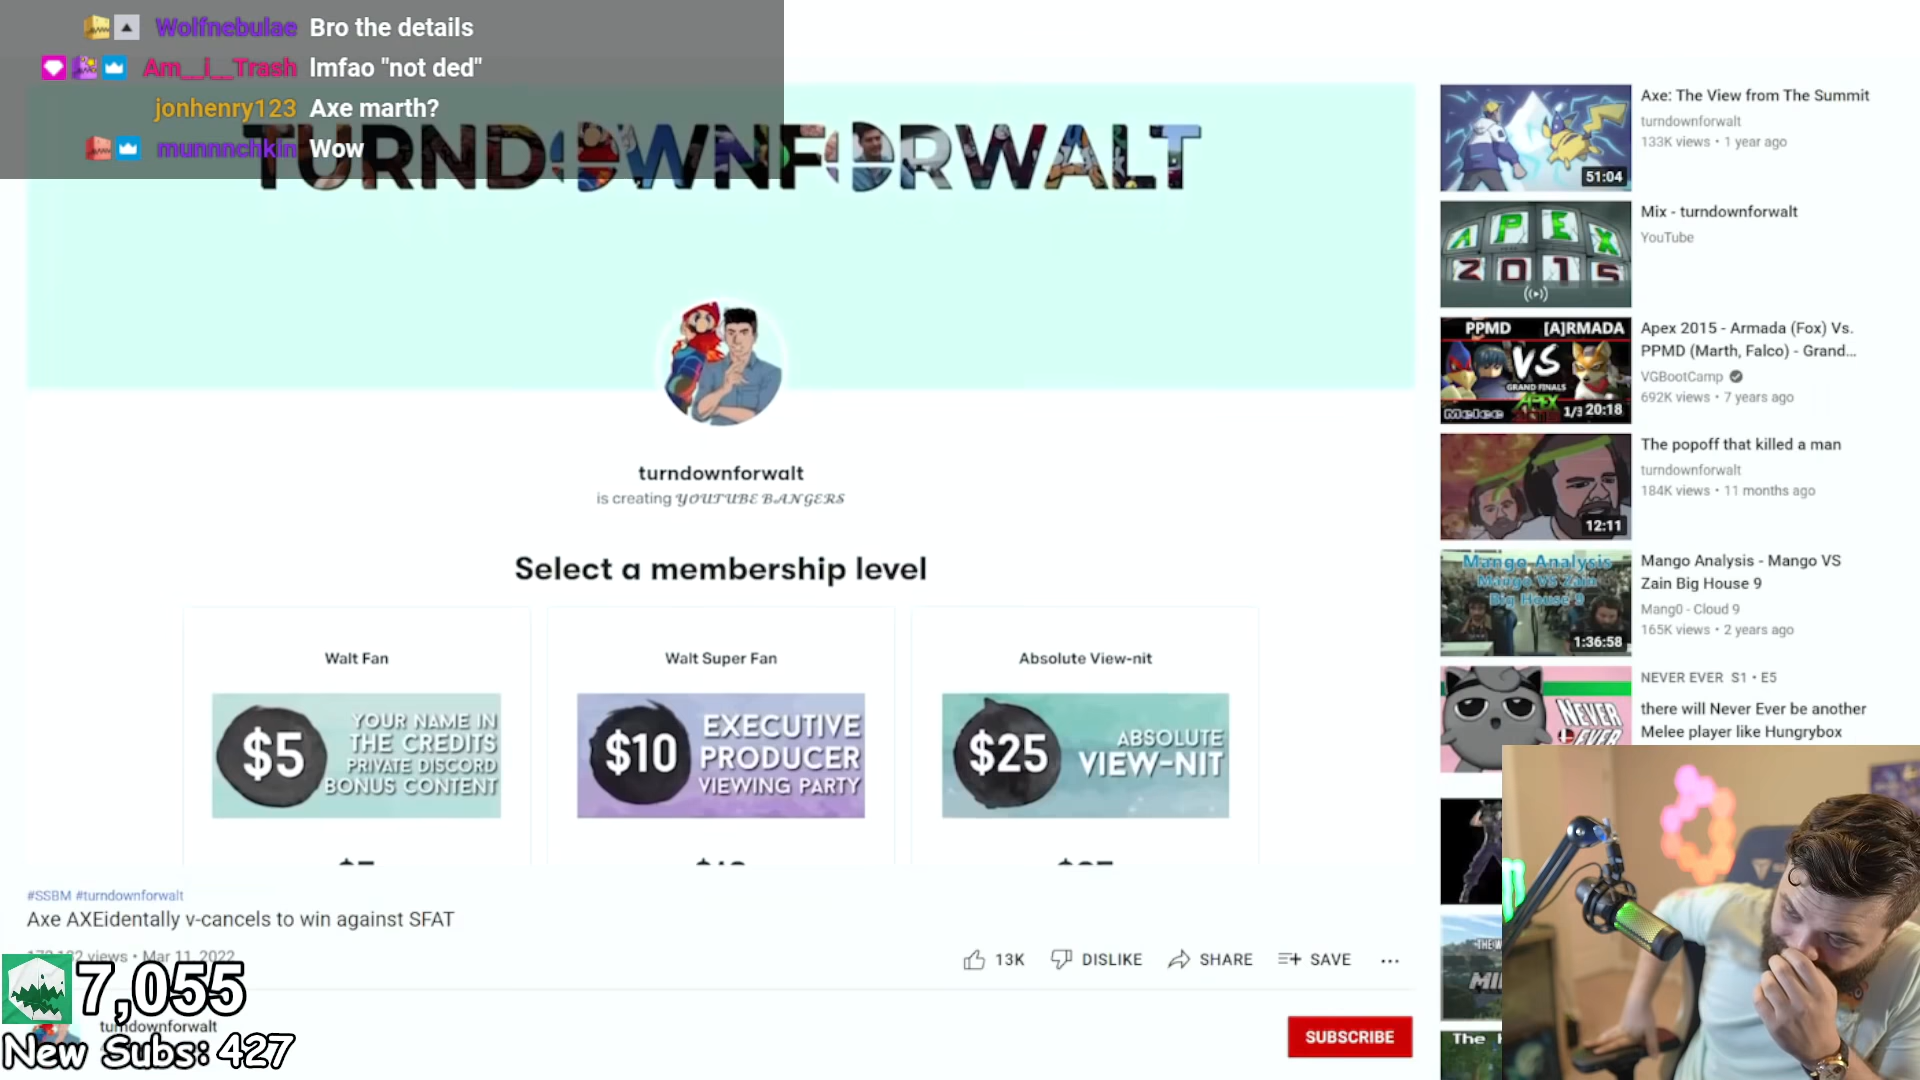 Wolfnebulae Bro the details
Am__i__Trash lmfao "not ded"
jonhenry123 Axe marth?
munnnchkin Wow
TURNDOWNFORWALT
turndownforwalt
is creating YOUTUBE BANGERS
Select a membership level
Walt Fan
$5
YOUR NAME IN
THE CREDITS
PRIVATE DISCORD
BONUS CONTENT
Walt Super Fan
$10
EXECUTIVE
PRODUCER
VIEWING PARTY
Absolute View-nit
$25
ABSOLUTE
VIEW-NIT
#SSBM #turndownforwalt
Axe AXEidentally v-cancels to win against SFAT
views • Mar 11, 2022
13K
DISLIKE
SHARE
SAVE
7,055
turndownforwalt
New Subs: 427
SUBSCRIBE
51:04
Axe: The View from The Summit
turndownforwalt
133K views • 1 year ago
APEX
2015
Mix - turndownforwalt
YouTube
PPMD [A]RMADA
VS
GRAND FINALS
APEX
Melee 1/3 20:18
Apex 2015 - Armada (Fox) Vs.
PPMD (Marth, Falco) - Grand...
VGBootCamp
692K views • 7 years ago
12:11
The popoff that killed a man
turndownforwalt
184K views • 11 months ago
Mango Analysis
Mango VS Zain
Big House 9
1:36:58
Mango Analysis - Mango VS
Zain Big House 9
Mang0 - Cloud 9
165K views • 2 years ago
NEVER
EVER
NEVER EVER S1 • E5
there will Never Ever be another
Melee player like Hungrybox
The